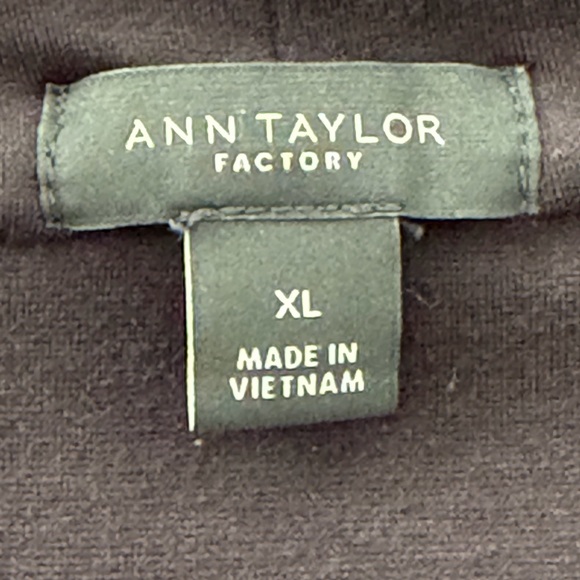 ANN TAYLOR
FACTORY
XL
MADE IN
VIETNAM